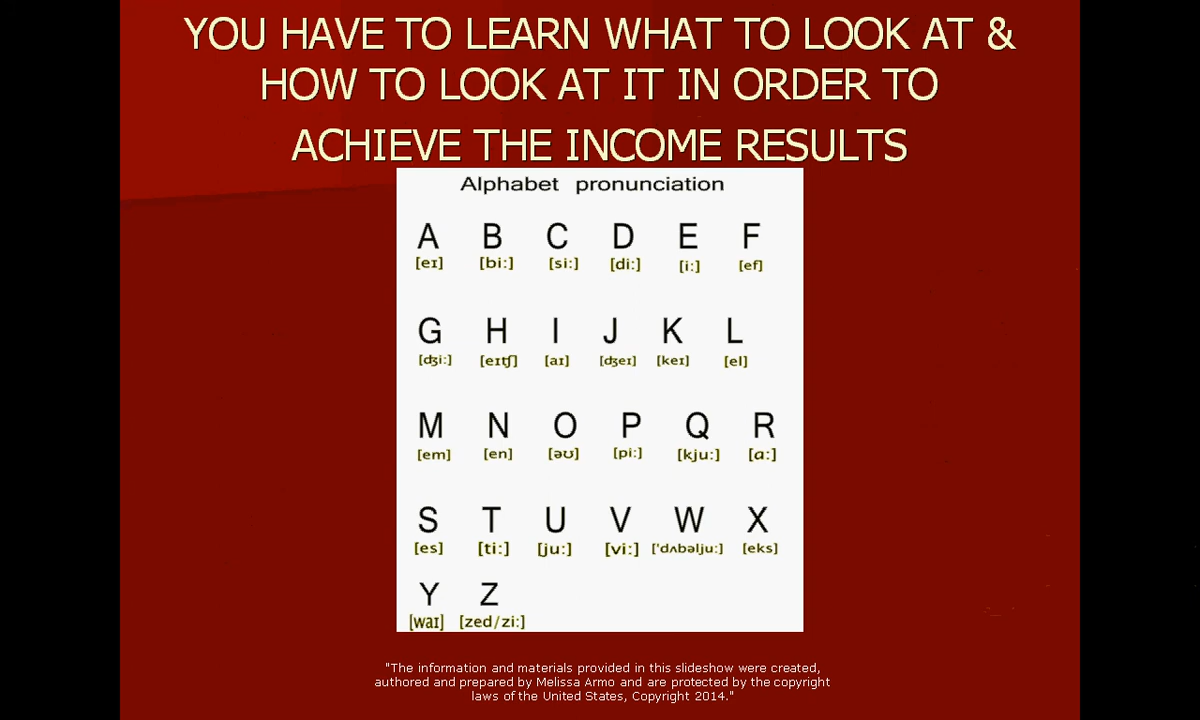 YOU HAVE TO LEARN WHAT TO LOOK AT &
HOW TO LOOK AT IT IN ORDER TO
ACHIEVE THE INCOME RESULTS
Alphabet pronunciation
A B C D E F
[eɪ] [bi:] [si:] [di:] [i:] [ef]
G H I J K L
[ʤi:] [eɪʧ] [aɪ] [ʤeɪ] [keɪ] [el]
M N O P Q R
[em] [en] [əʊ] [pi:] [kju:] [ɑ:]
S T U V W X
[es] [ti:] [ju:] [vi:] ['dʌbəlju:] [eks]
Y Z
[waɪ] [zed/zi:]
"The information and materials provided in this slideshow were created,
authored and prepared by Melissa Armo and are protected by the copyright
laws of the United States, Copyright 2014."